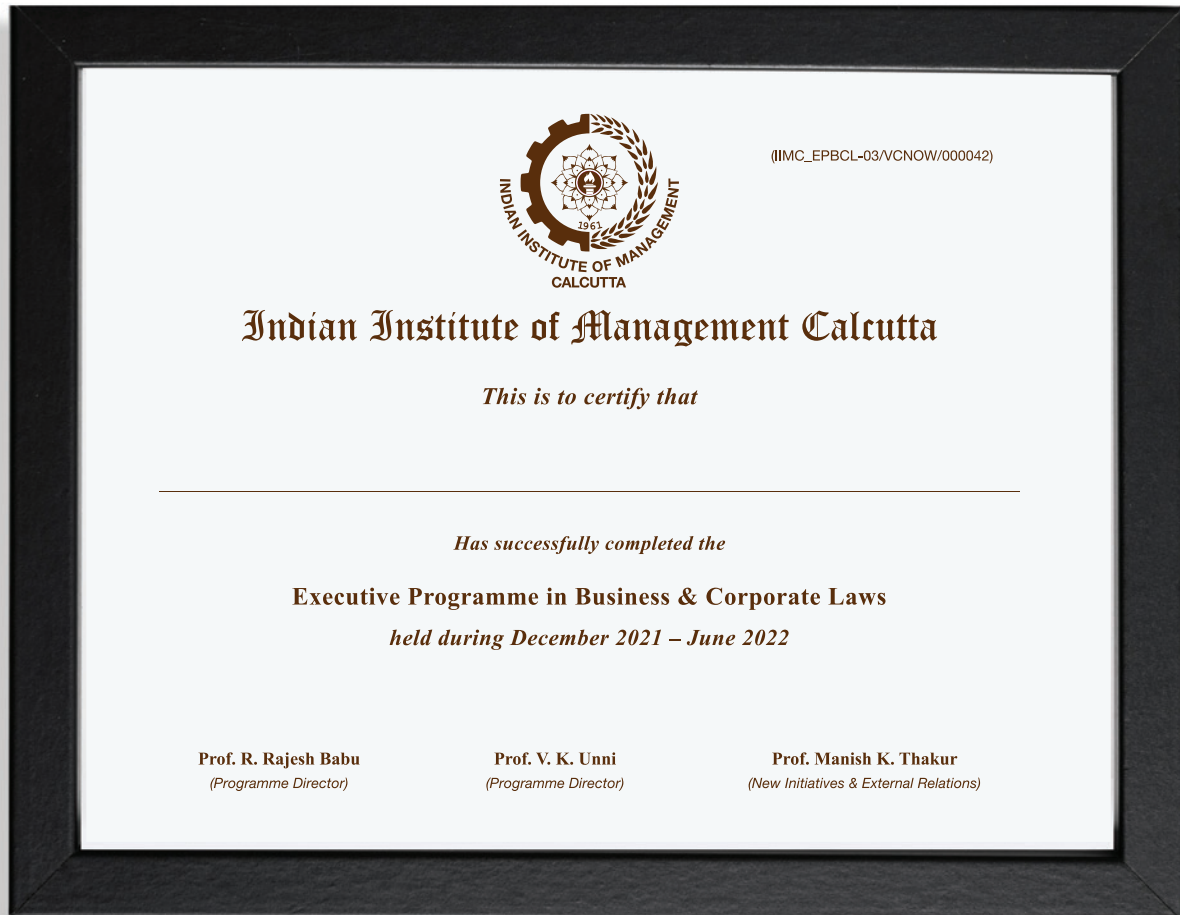 (IIMC_EPBCL-03/VCNOW/000042)
1961
INDIAN INSTITUTE OF MANAGEMENT
CALCUTTA
Indian Institute of Management Calcutta
This is to certify that
Has successfully completed the
Executive Programme in Business & Corporate Laws
held during December 2021 – June 2022
Prof. R. Rajesh Babu
(Programme Director)
Prof. V. K. Unni
(Programme Director)
Prof. Manish K. Thakur
(New Initiatives & External Relations)